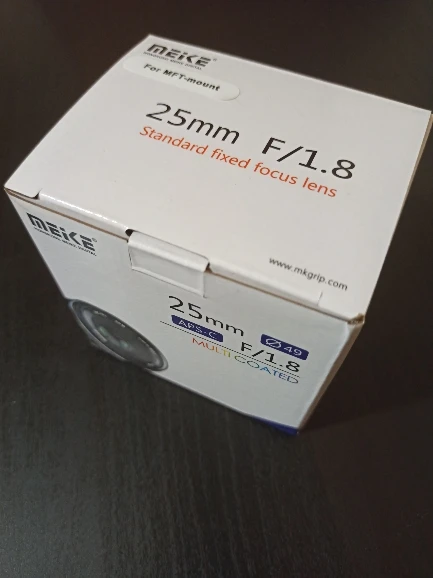 MEIKE®
For MFT-mount
25mm F/1.8
Standard fixed focus lens
www.mkgrip.com
MEIKE®
25mm
APS-C
Ø49
F/1.8
MULTI COATED